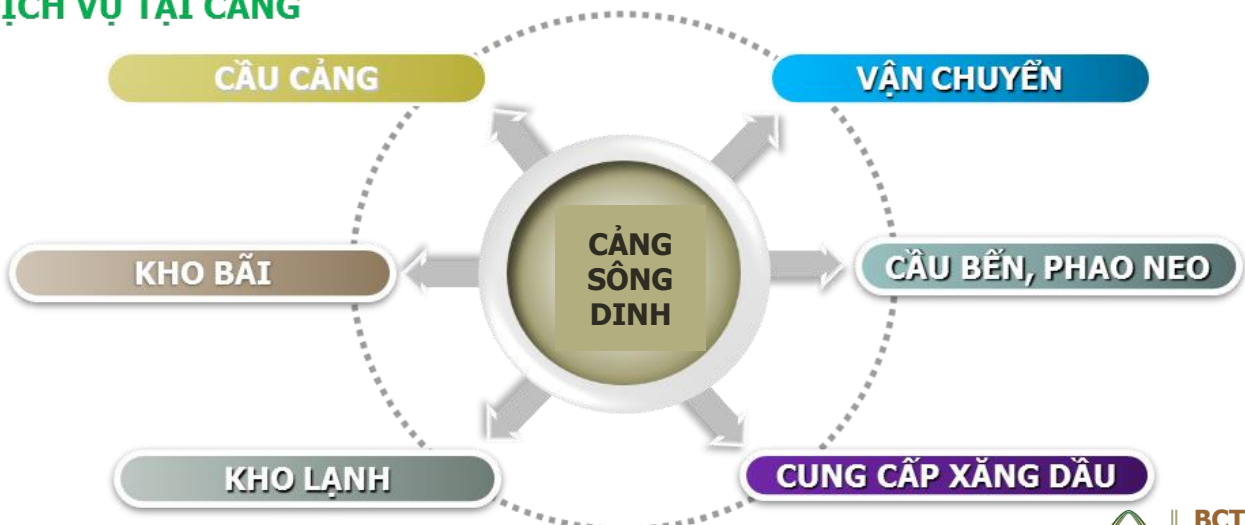 DỊCH VỤ TẠI CẢNG
CẦU CẢNG
VẬN CHUYỂN
CẢNG
SÔNG
DINH
KHO BÃI
CẦU BẾN, PHAO NEO
KHO LẠNH
CUNG CẤP XĂNG DẦU
BCT